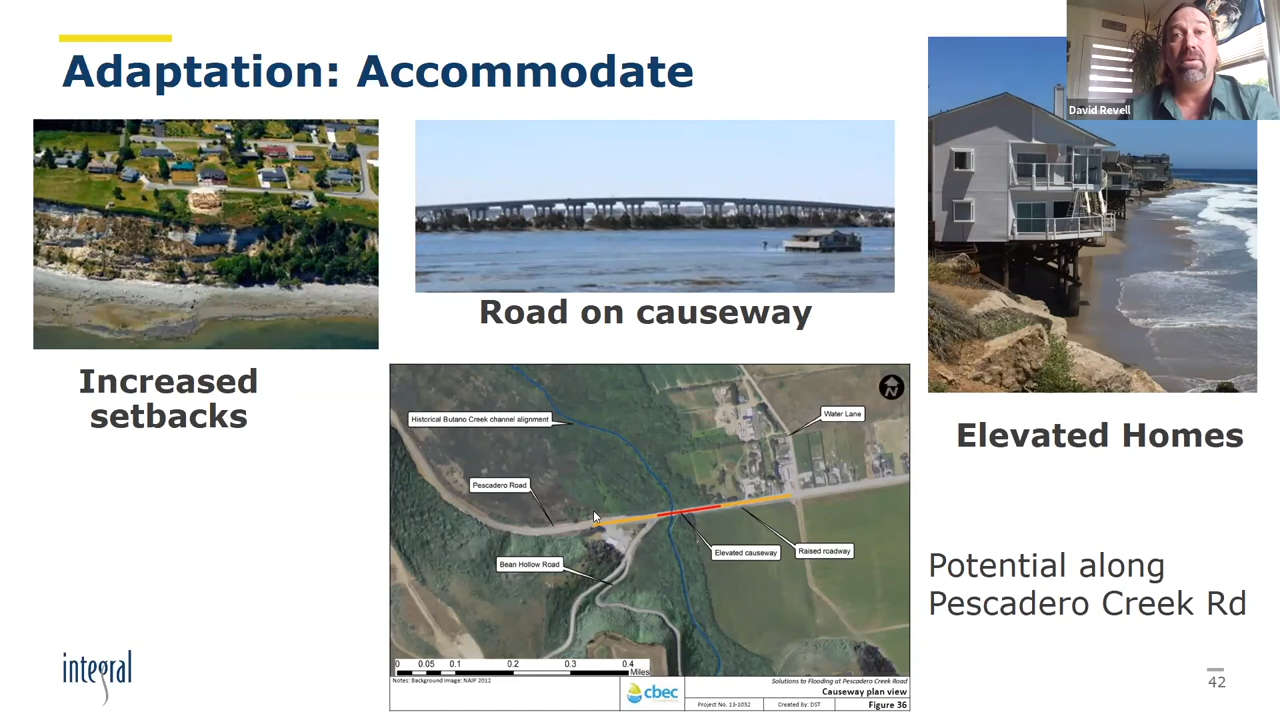 Adaptation: Accommodate
David Revell
Increased
setbacks
Road on causeway
Elevated Homes
Historical Butano Creek channel alignment
Water Lane
Pescadero Road
Elevated causeway
Raised roadway
Bean Hollow Road
N
0 0.05 0.1 0.2 0.3 0.4
Miles
Notes: Background image: NAIP 2012
cbec
Solutions to Flooding at Pescadero Creek Road
Causeway plan view
Project No. 13-1032
Created By: DST
Figure 36
Potential along
Pescadero Creek Rd
integral
42